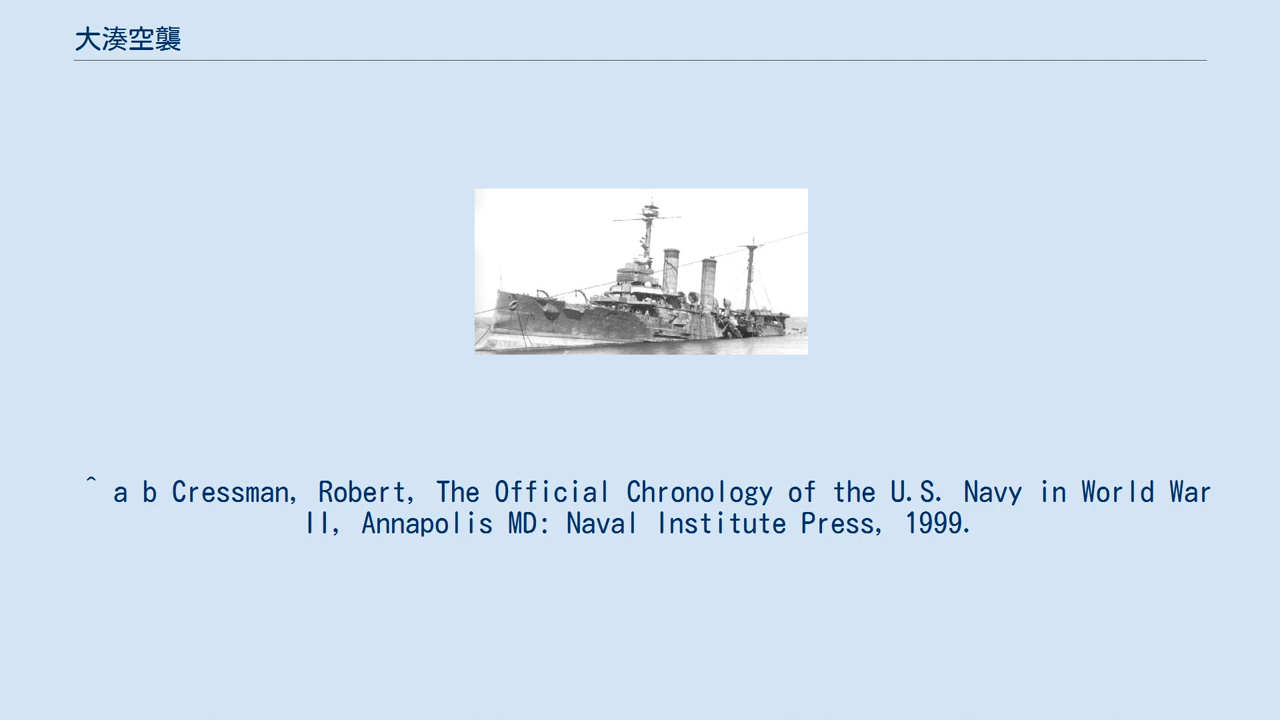 大湊空襲
^ a b Cressman, Robert, The Official Chronology of the U.S. Navy in World War
II, Annapolis MD: Naval Institute Press, 1999.